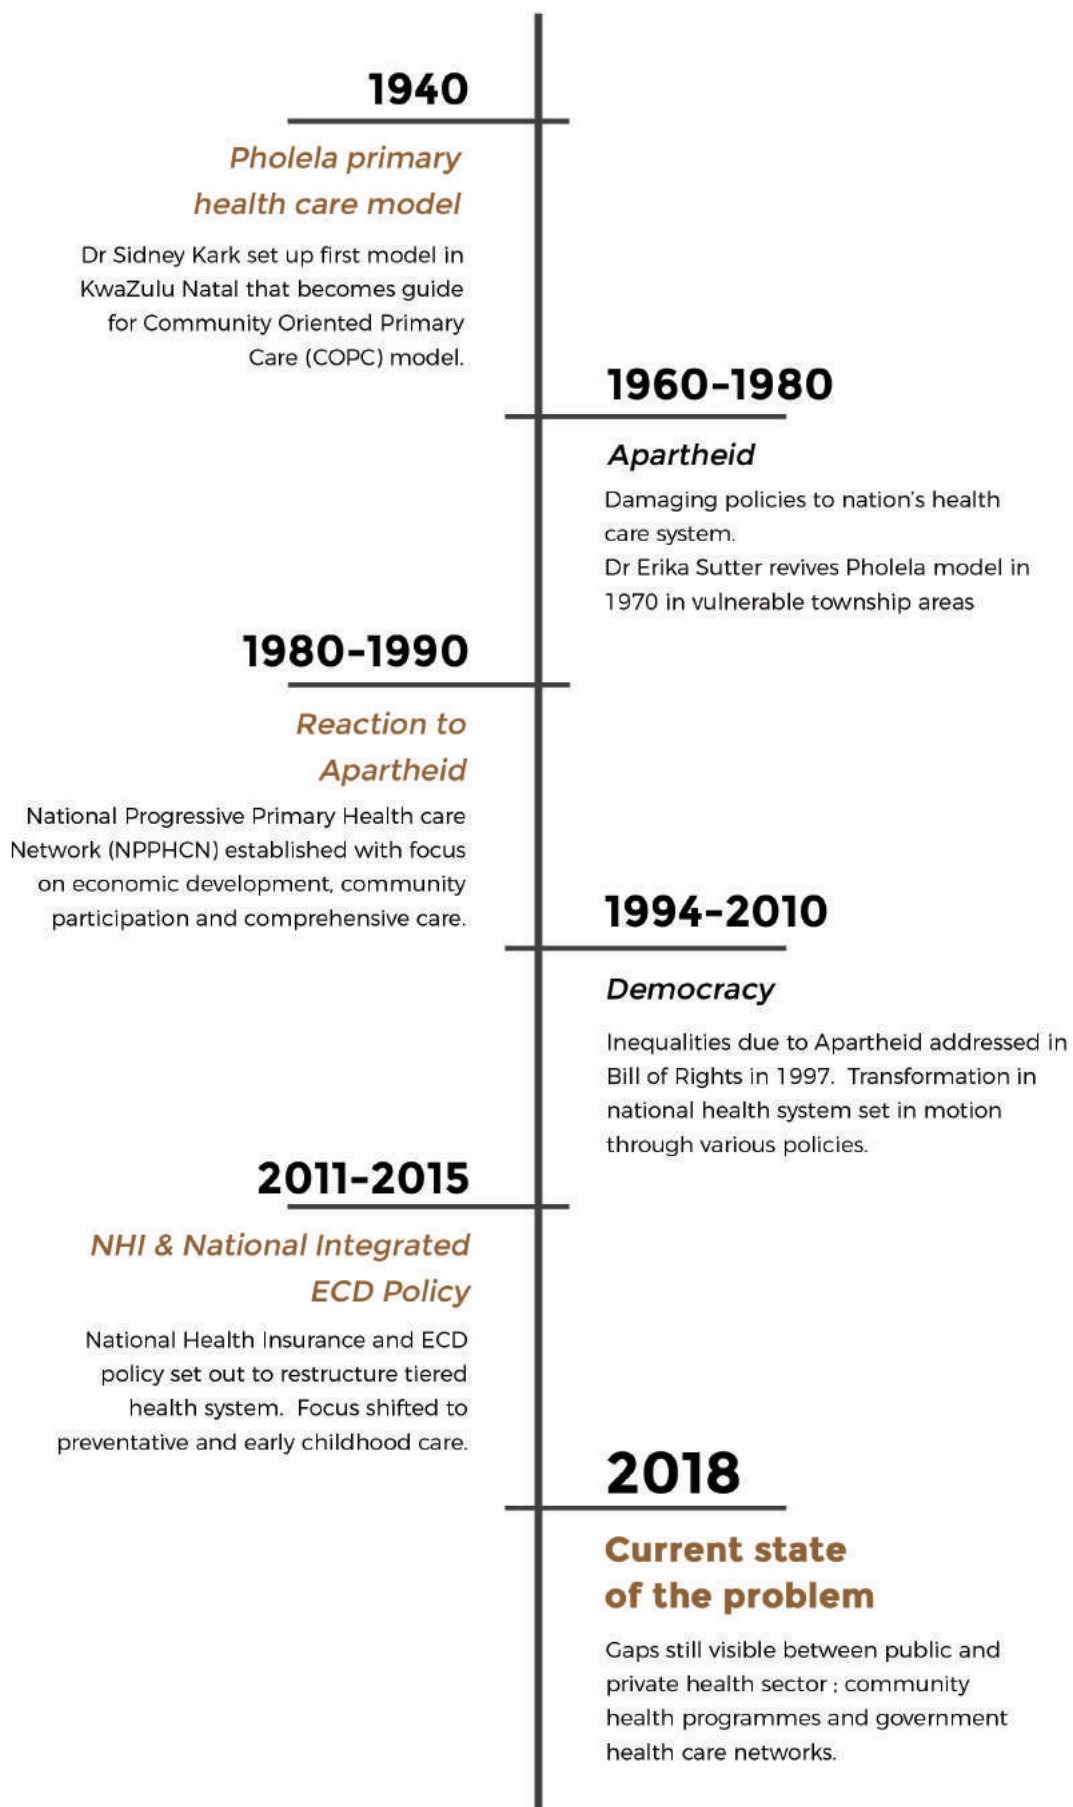 1940
Pholela primary
health care model
Dr Sidney Kark set up first model in
KwaZulu Natal that becomes guide
for Community Oriented Primary
Care (COPC) model.
1960-1980
Apartheid
Damaging policies to nation's health
care system.
Dr Erika Sutter revives Pholela model in
1970 in vulnerable township areas
1980-1990
Reaction to
Apartheid
National Progressive Primary Health care
Network (NPPHCN) established with focus
on economic development, community
participation and comprehensive care.
1994-2010
Democracy
Inequalities due to Apartheid addressed in
Bill of Rights in 1997. Transformation in
national health system set in motion
through various policies.
2011-2015
NHI & National Integrated
ECD Policy
National Health Insurance and ECD
policy set out to restructure tiered
health system. Focus shifted to
preventative and early childhood care.
2018
Current state
of the problem
Gaps still visible between public and
private health sector ; community
health programmes and government
health care networks.